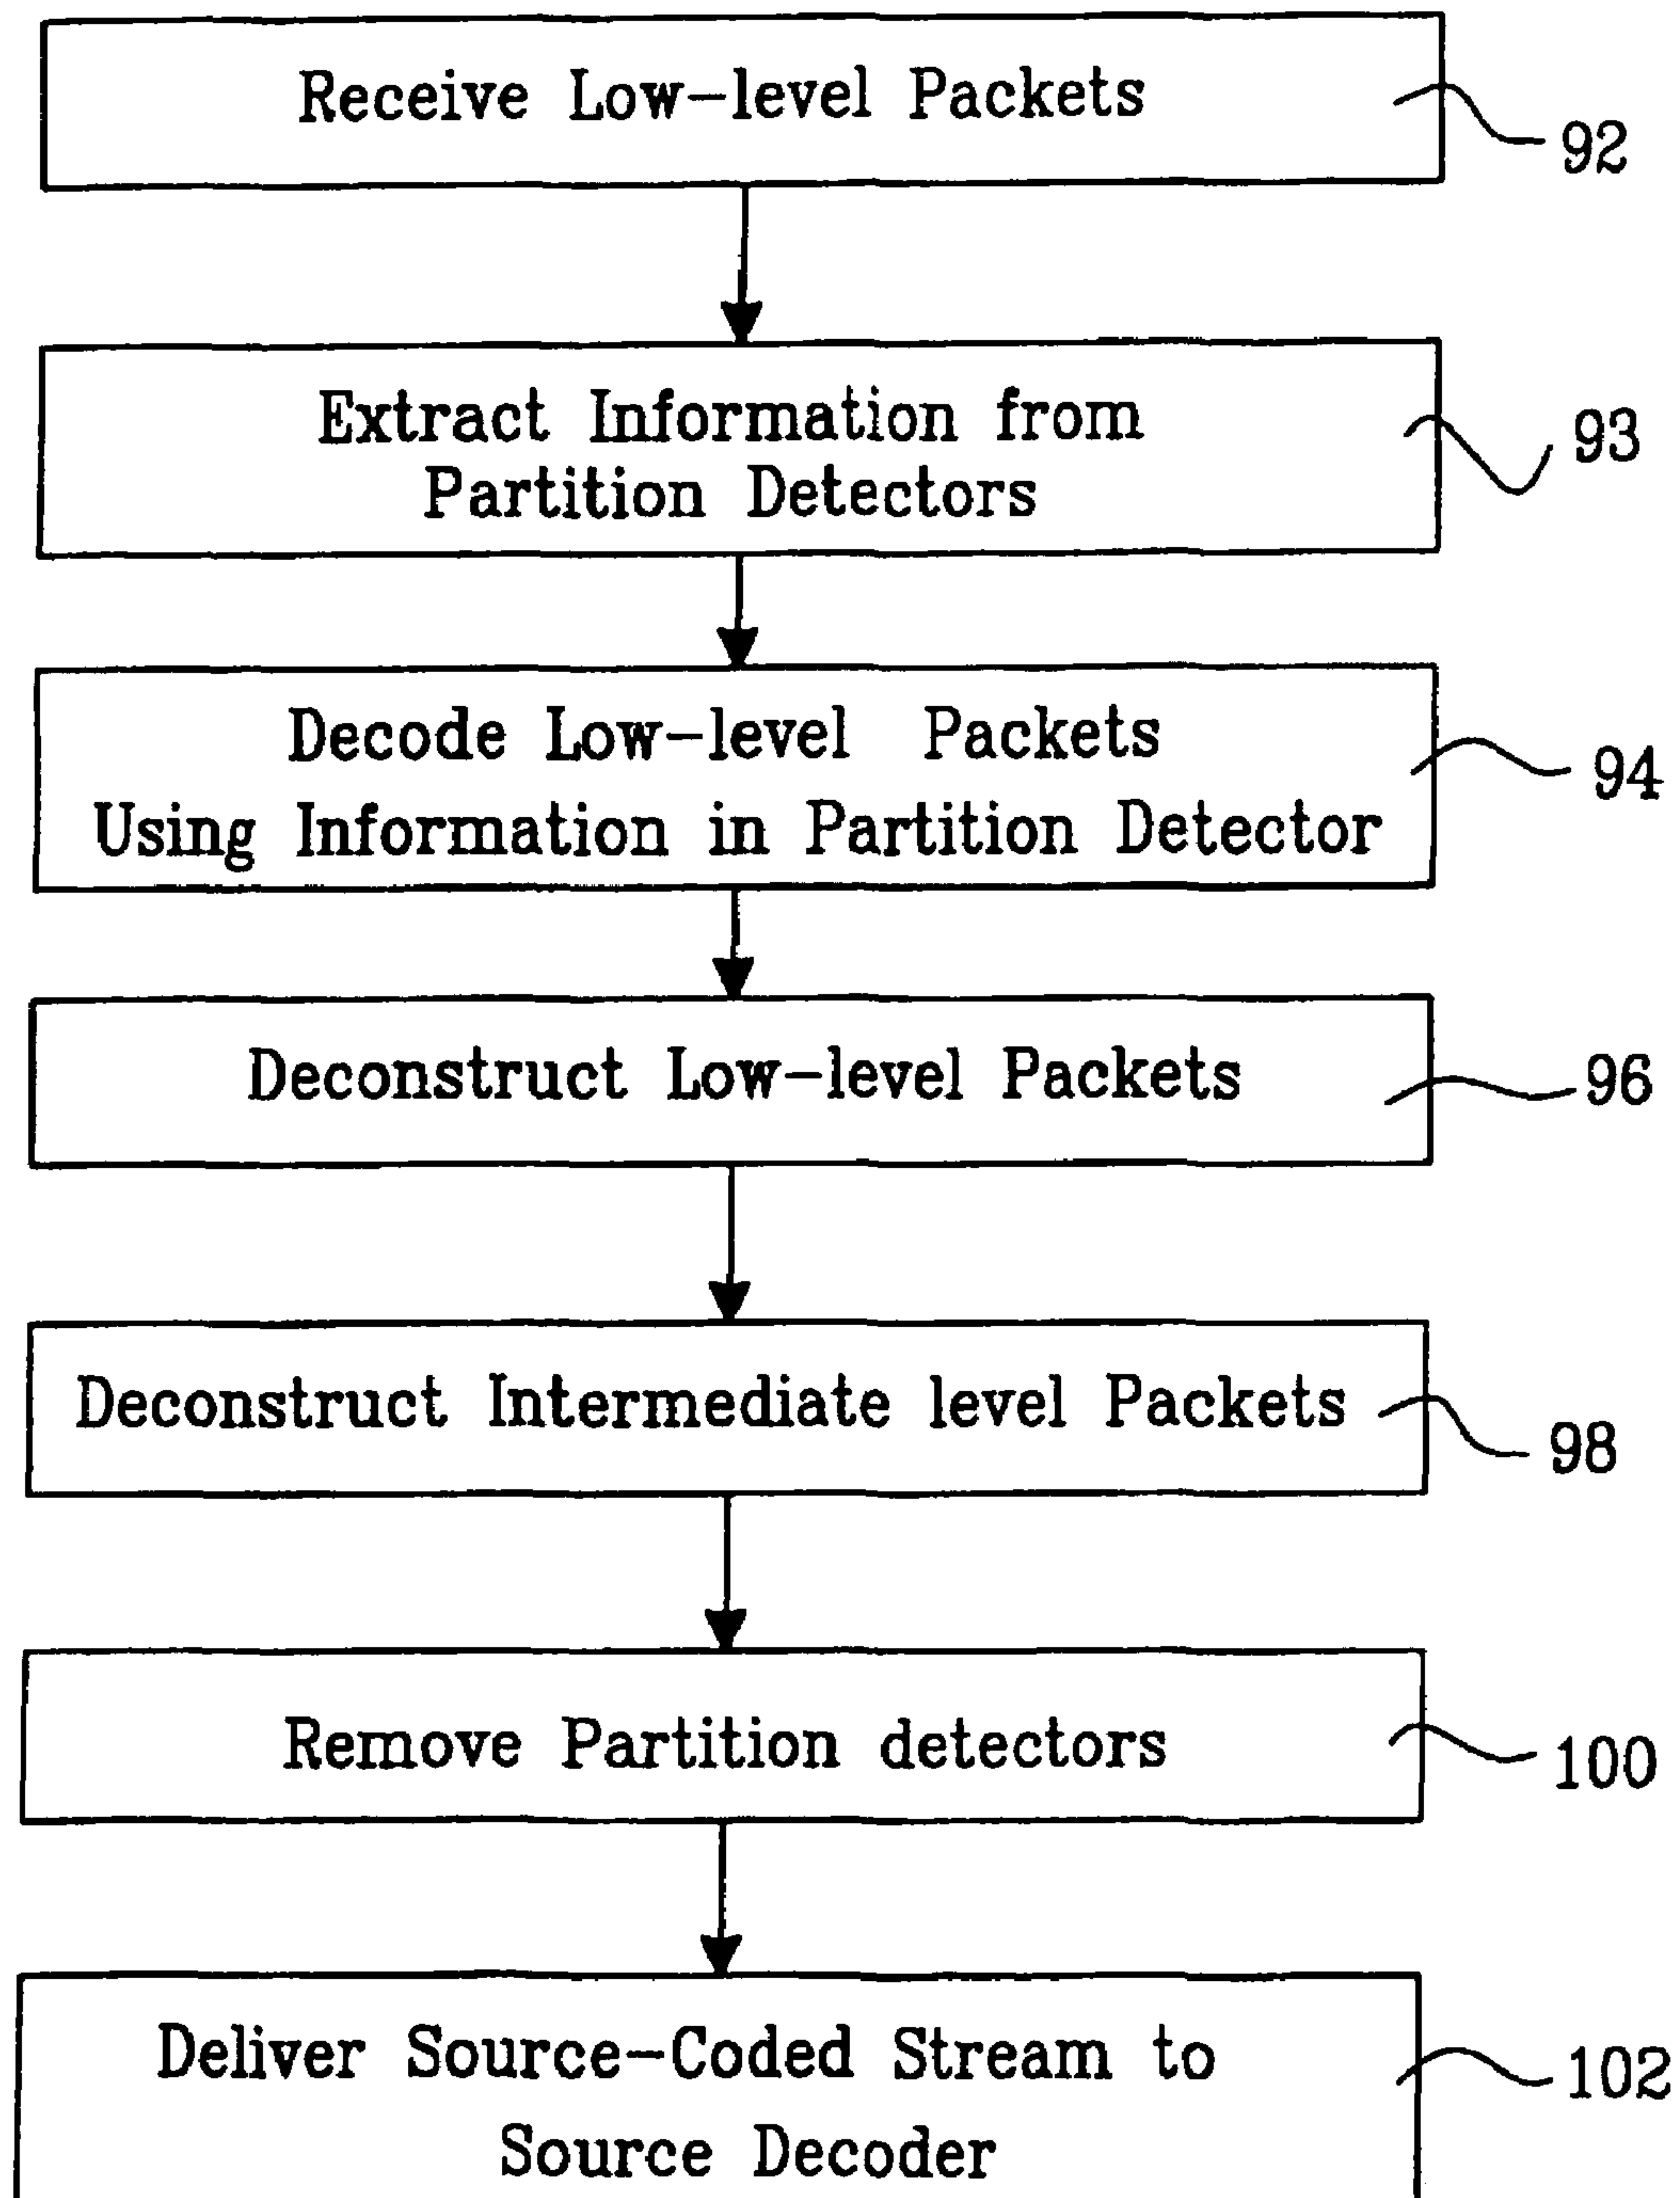 Receive Low-level Packets
92
Extract Information from
Partition Detectors
93
Decode Low-level Packets
Using Information in Partition Detector
94
Deconstruct Low-level Packets
96
Deconstruct Intermediate level Packets
98
Remove Partition detectors
100
Deliver Source-Coded Stream to
Source Decoder
102